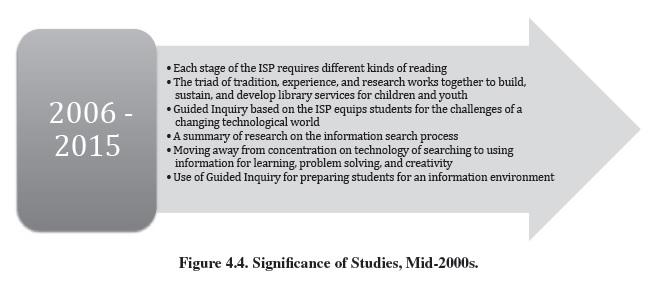 2006 -
2015
• Each stage of the ISP requires different kinds of reading
• The triad of tradition, experience, and research works together to build,
sustain, and develop library services for children and youth
• Guided Inquiry based on the ISP equips students for the challenges of a
changing technological world
• A summary of research on the information search process
• Moving away from concentration on technology of searching to using
information for learning, problem solving, and creativity
• Use of Guided Inquiry for preparing students for an information environment
Figure 4.4. Significance of Studies, Mid-2000s.